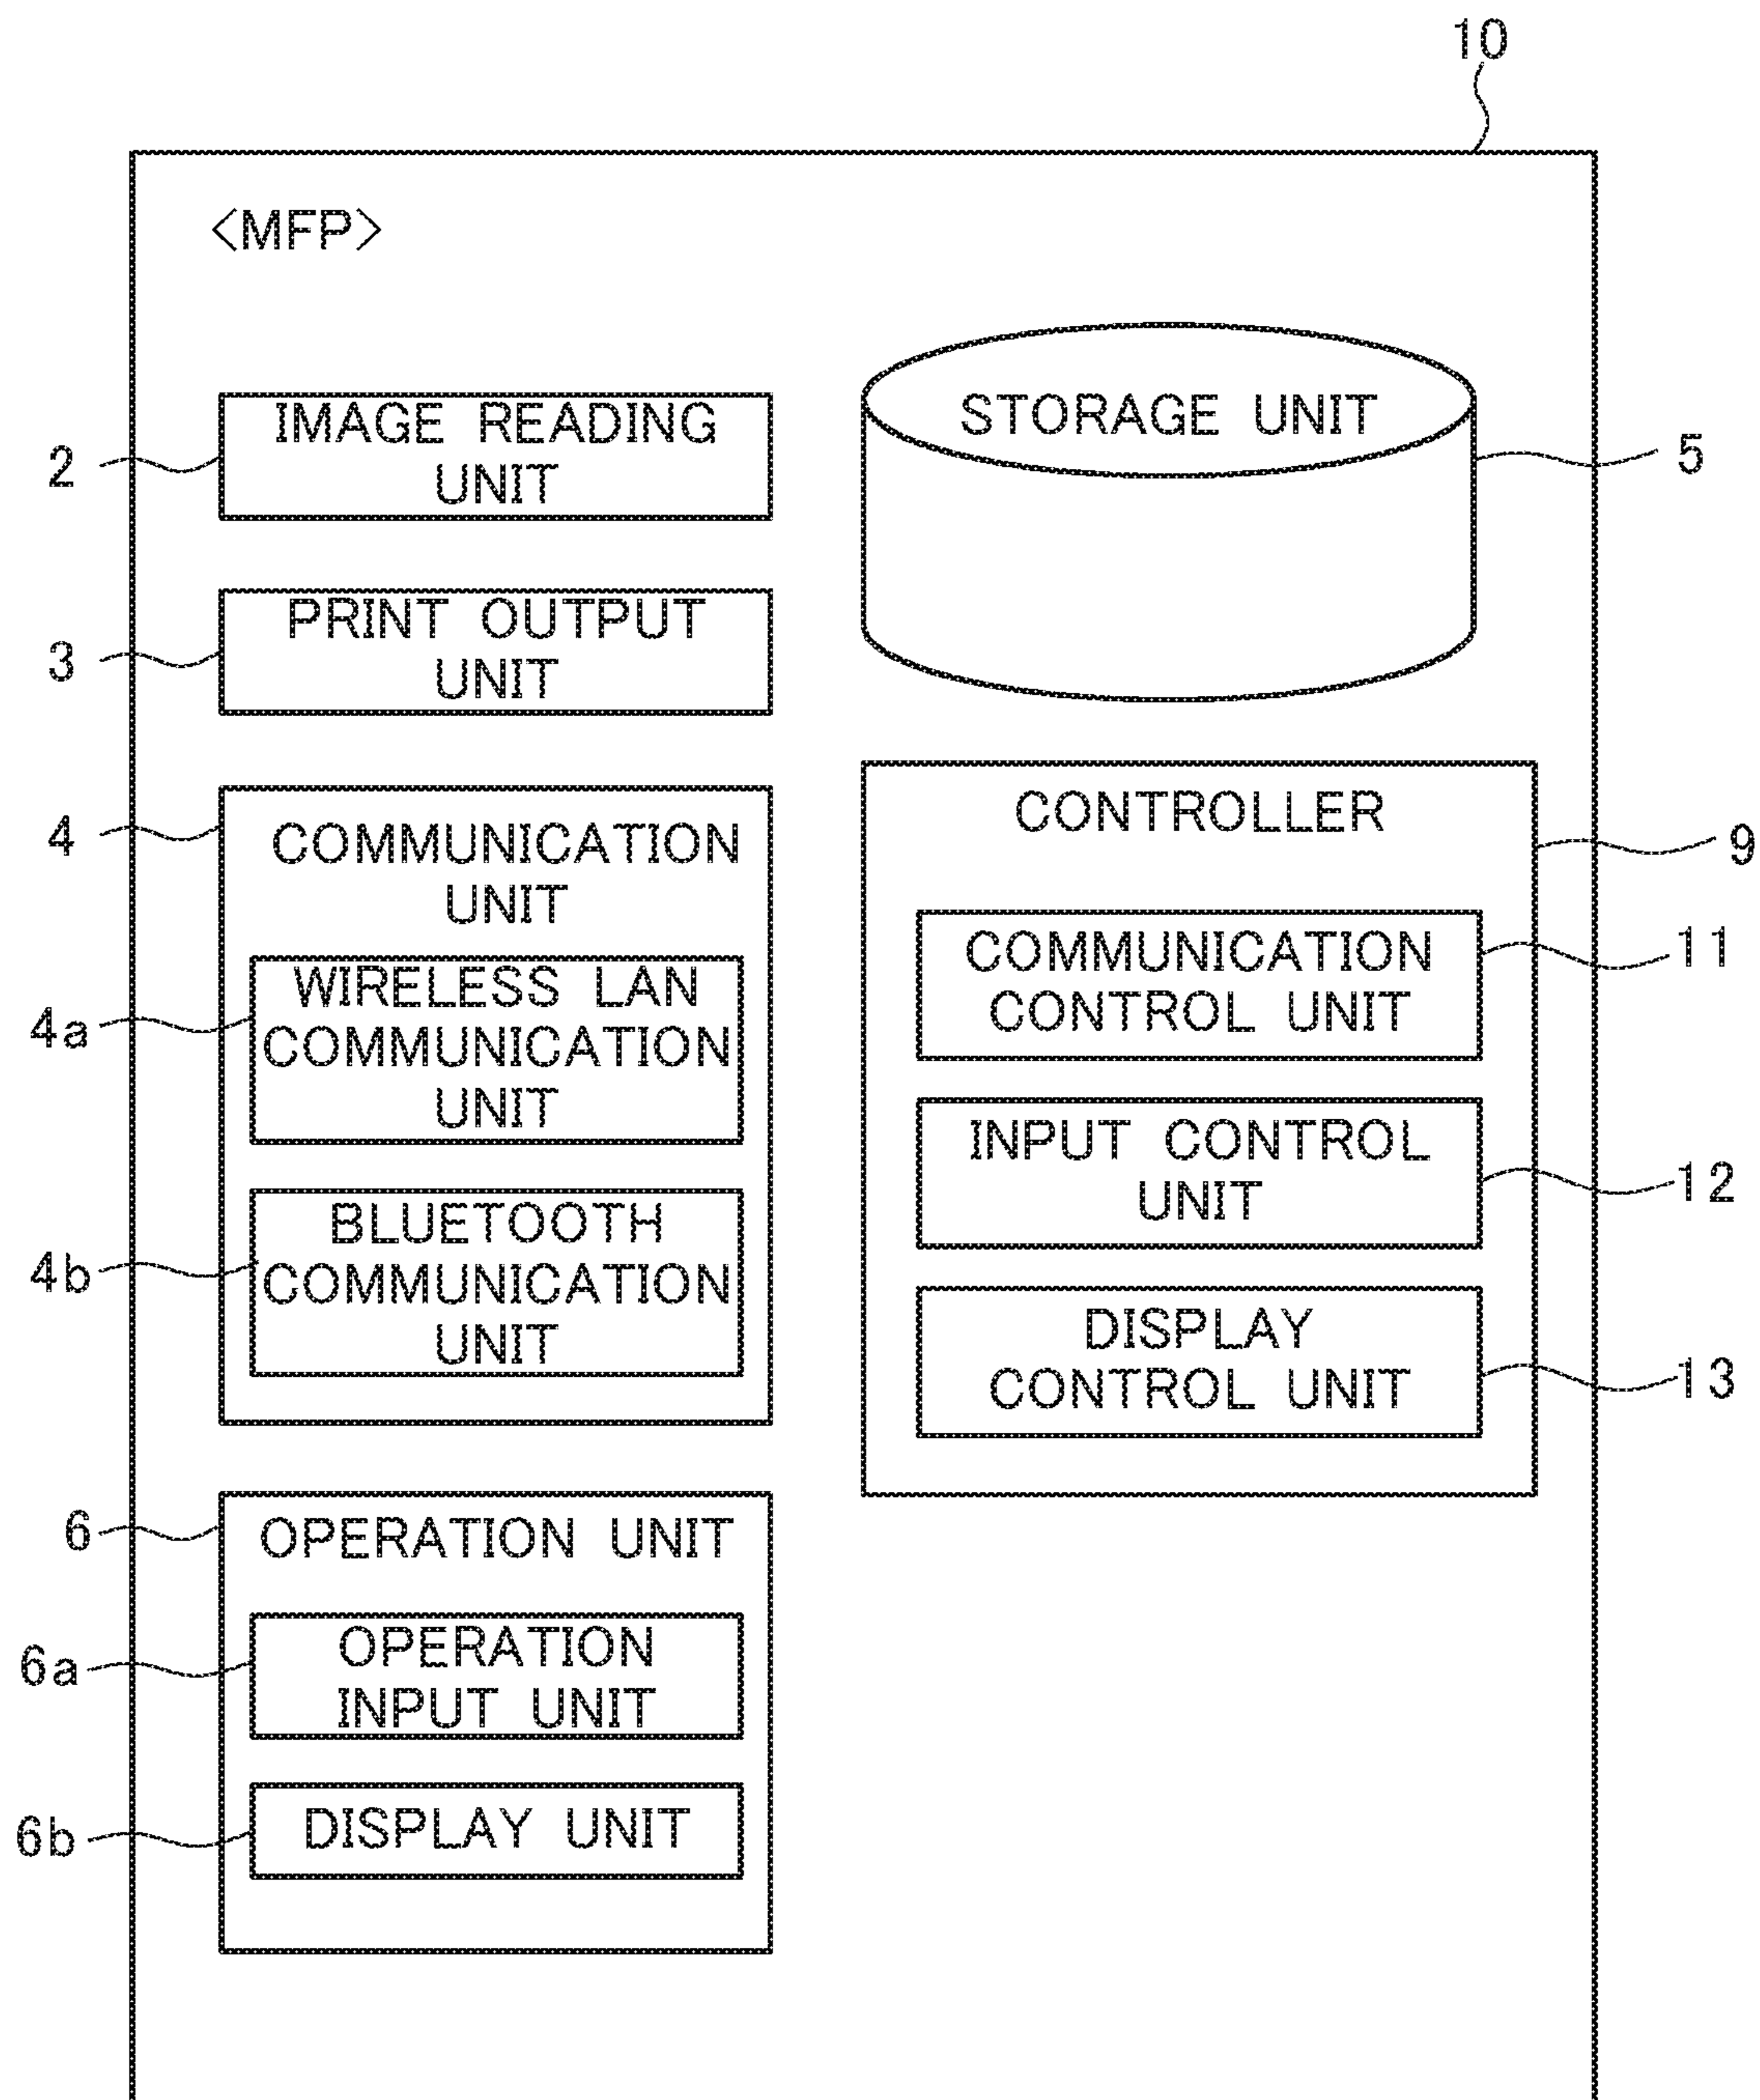 10
<MFP>
IMAGE READING
UNIT
2
PRINT OUTPUT
UNIT
3
4
COMMUNICATION
UNIT
WIRELESS LAN
COMMUNICATION
UNIT
4a
BLUETOOTH
COMMUNICATION
UNIT
4b
6
OPERATION UNIT
OPERATION
INPUT UNIT
6a
DISPLAY UNIT
6b
STORAGE UNIT
5
CONTROLLER
9
COMMUNICATION
CONTROL UNIT
11
INPUT CONTROL
UNIT
12
DISPLAY
CONTROL UNIT
13